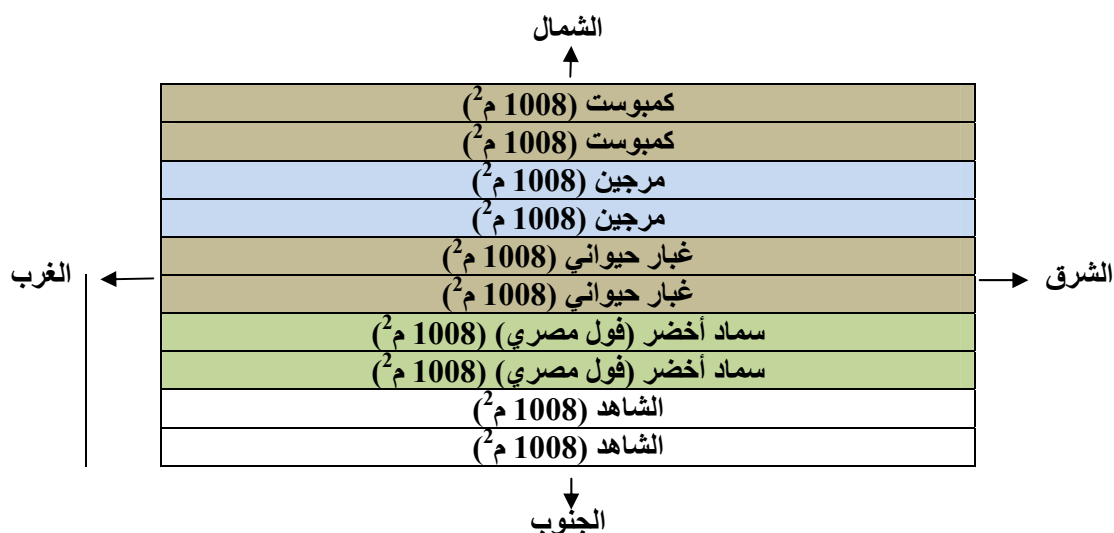 الشمال
كمبوست (1008 م²)
كمبوست (1008 م²)
مرجين (1008 م²)
مرجين (1008 م²)
غبار حيواني (1008 م²)
الشرق
الغرب
غبار حيواني (1008 م²)
سماد أخضر (فول مصري) (1008 م²)
سماد أخضر (فول مصري) (1008 م²)
الشاهد (1008 م²)
الشاهد (1008 م²)
الجنوب